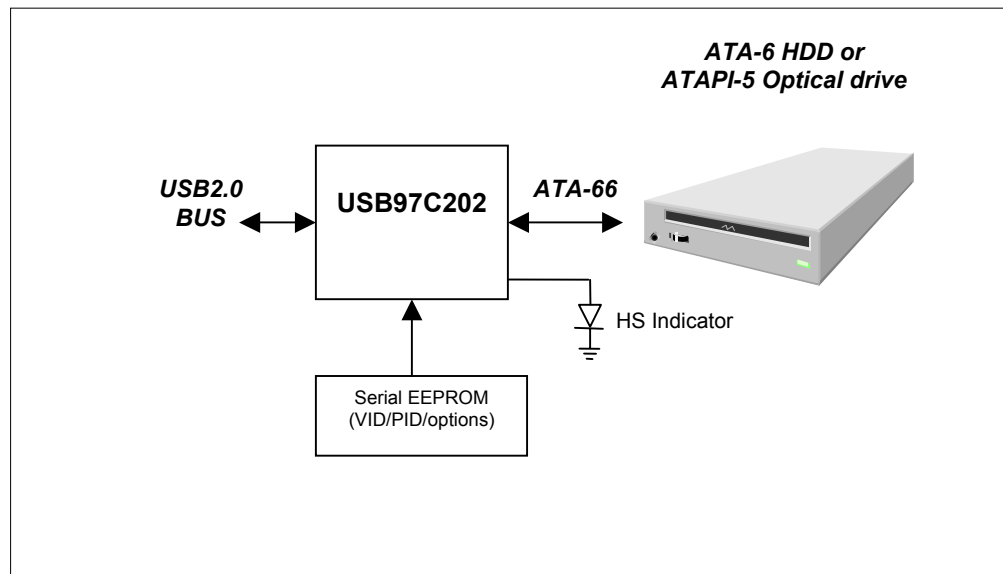 ATA-6 HDD or
ATAPI-5 Optical drive
USB2.0
BUS
USB97C202
ATA-66
HS Indicator
Serial EEPROM
(VID/PID/options)